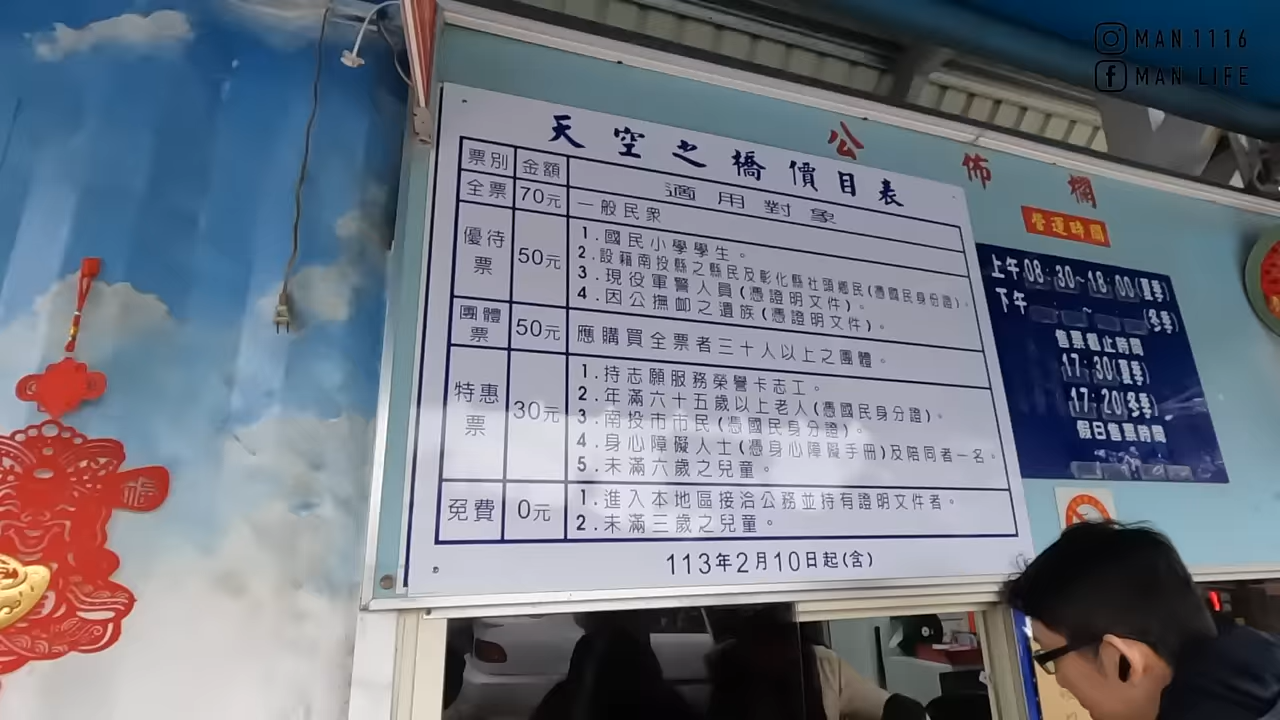 MAN.1116
MAN LIFE
公佈欄
天空之橋價目表
票別 金額 適用對象
全票 70元 一般民眾
優待票 50元
1.國民小學學生。
2.設籍南投縣之縣民及彰化縣社頭鄉民(憑國民身份證)。
3.現役軍警人員(憑證明文件)。
4.因公撫卹之遺族(憑證明文件)。
團體票 50元 應購買全票者三十人以上之團體。
特惠票 30元
1.持志願服務榮譽卡志工。
2.年滿六十五歲以上老人(憑國民身分證)。
3.南投市市民(憑國民身分證)。
4.身心障礙人士(憑身心障礙手冊)及陪同者一名。
5.未滿六歲之兒童。
免費 0元
1.進入本地區接洽公務並持有證明文件者。
2.未滿三歲之兒童。
113年2月10日起(含)
營運時間
上午08:30~18:00(夏季)
下午 ~ (冬季)
售票截止時間
17:30(夏季)
17:20(冬季)
假日售票時間
福